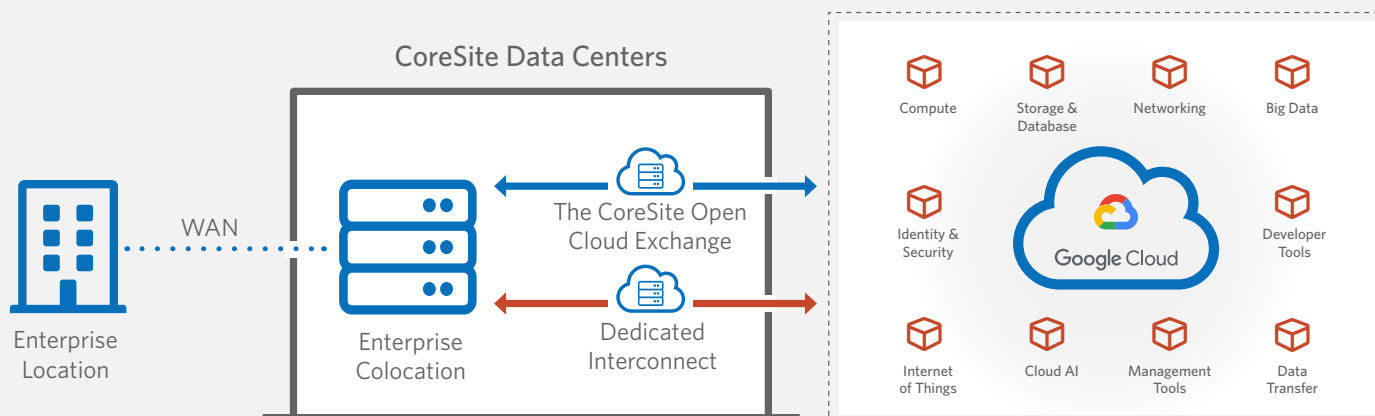 CoreSite Data Centers
Enterprise
Location
WAN
Enterprise
Colocation
The CoreSite Open
Cloud Exchange
Dedicated
Interconnect
Compute
Storage &
Database
Networking
Big Data
Identity &
Security
Google Cloud
Developer
Tools
Internet
of Things
Cloud AI
Management
Tools
Data
Transfer